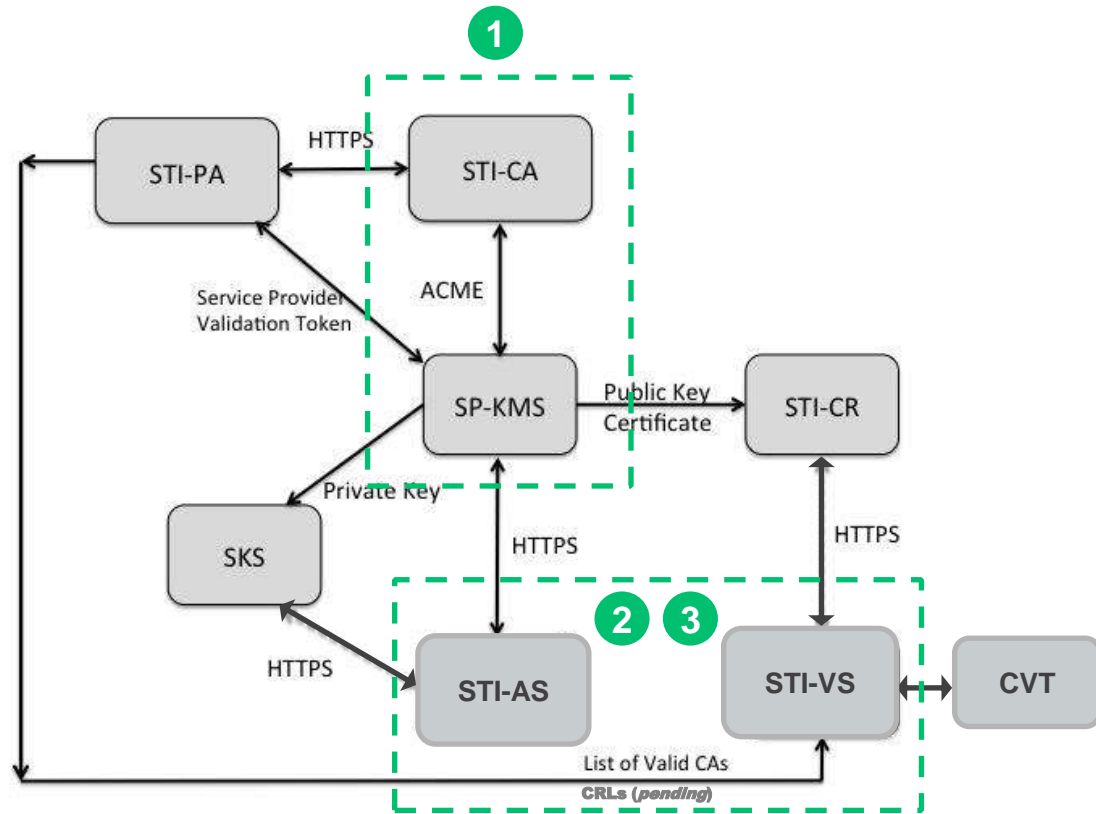 1
STI-PA
HTTPS
STI-CA
ACME
Service Provider
Validation Token
SP-KMS
Public Key
Certificate
STI-CR
Private Key
SKS
HTTPS
HTTPS
2
3
HTTPS
STI-AS
STI-VS
CVT
List of Valid CAs
CRLs (pending)